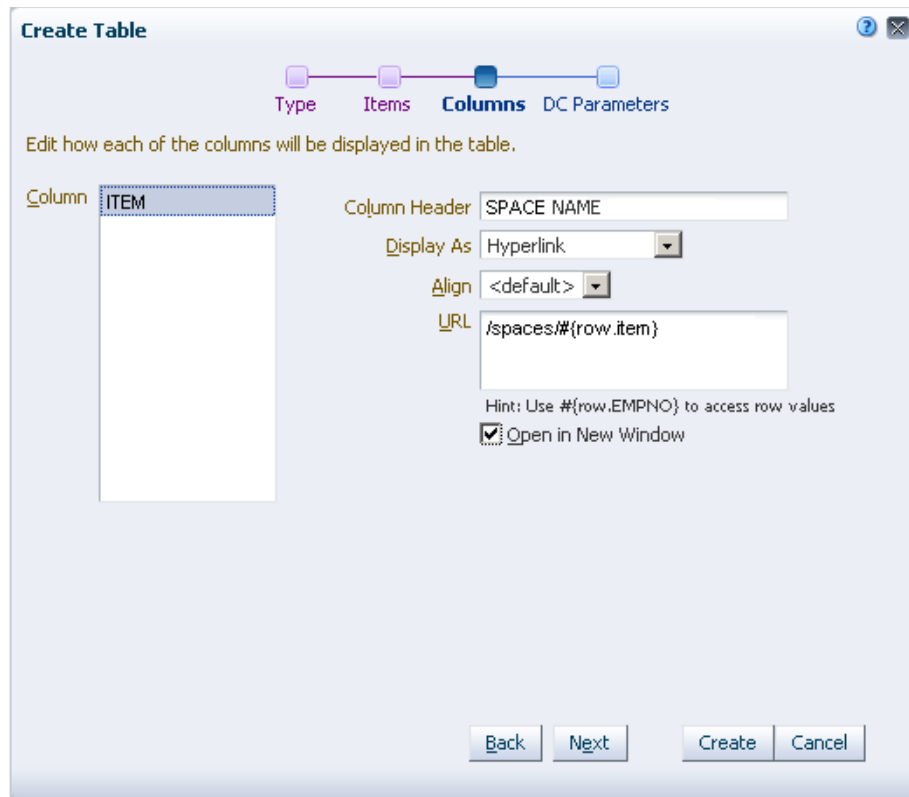 Create Table
Type Items Columns DC Parameters
Edit how each of the columns will be displayed in the table.
Column ITEM
Column Header SPACE NAME
Display As Hyperlink
Align <default>
URL /spaces/#{row.item}
Hint: Use #{row.EMPNO} to access row values
Open in New Window
Back Next Create Cancel